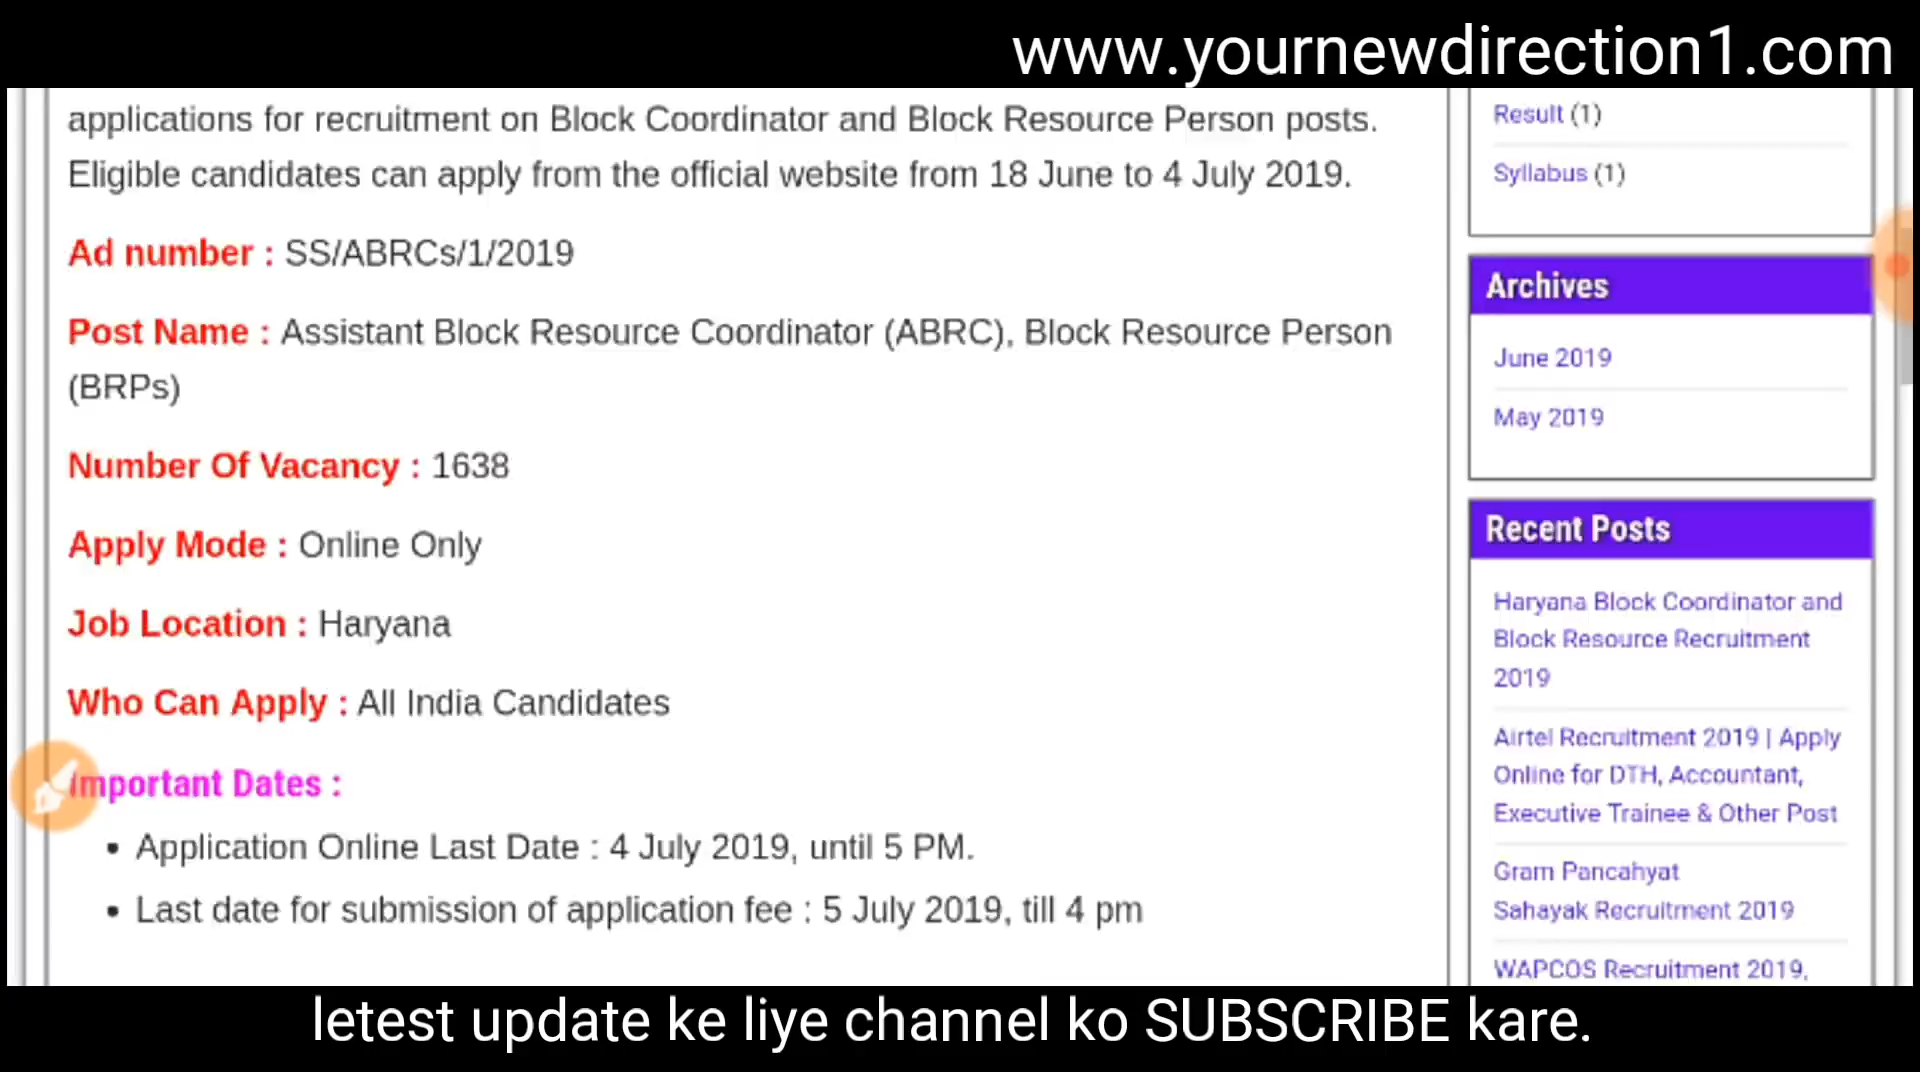 www.yournewdirection1.com
applications for recruitment on Block Coordinator and Block Resource Person posts.
Eligible candidates can apply from the official website from 18 June to 4 July 2019.
Ad number : SS/ABRCs/1/2019
Post Name : Assistant Block Resource Coordinator (ABRC), Block Resource Person
(BRPs)
Number Of Vacancy : 1638
Apply Mode : Online Only
Job Location : Haryana
Who Can Apply : All India Candidates
Important Dates :
• Application Online Last Date : 4 July 2019, until 5 PM.
• Last date for submission of application fee : 5 July 2019, till 4 pm
Result (1)
Syllabus (1)
Archives
June 2019
May 2019
Recent Posts
Haryana Block Coordinator and
Block Resource Recruitment
2019
Airtel Recruitment 2019 | Apply
Online for DTH, Accountant,
Executive Trainee & Other Post
Gram Pancahyat
Sahayak Recruitment 2019
WAPCOS Recruitment 2019,
letest update ke liye channel ko SUBSCRIBE kare.